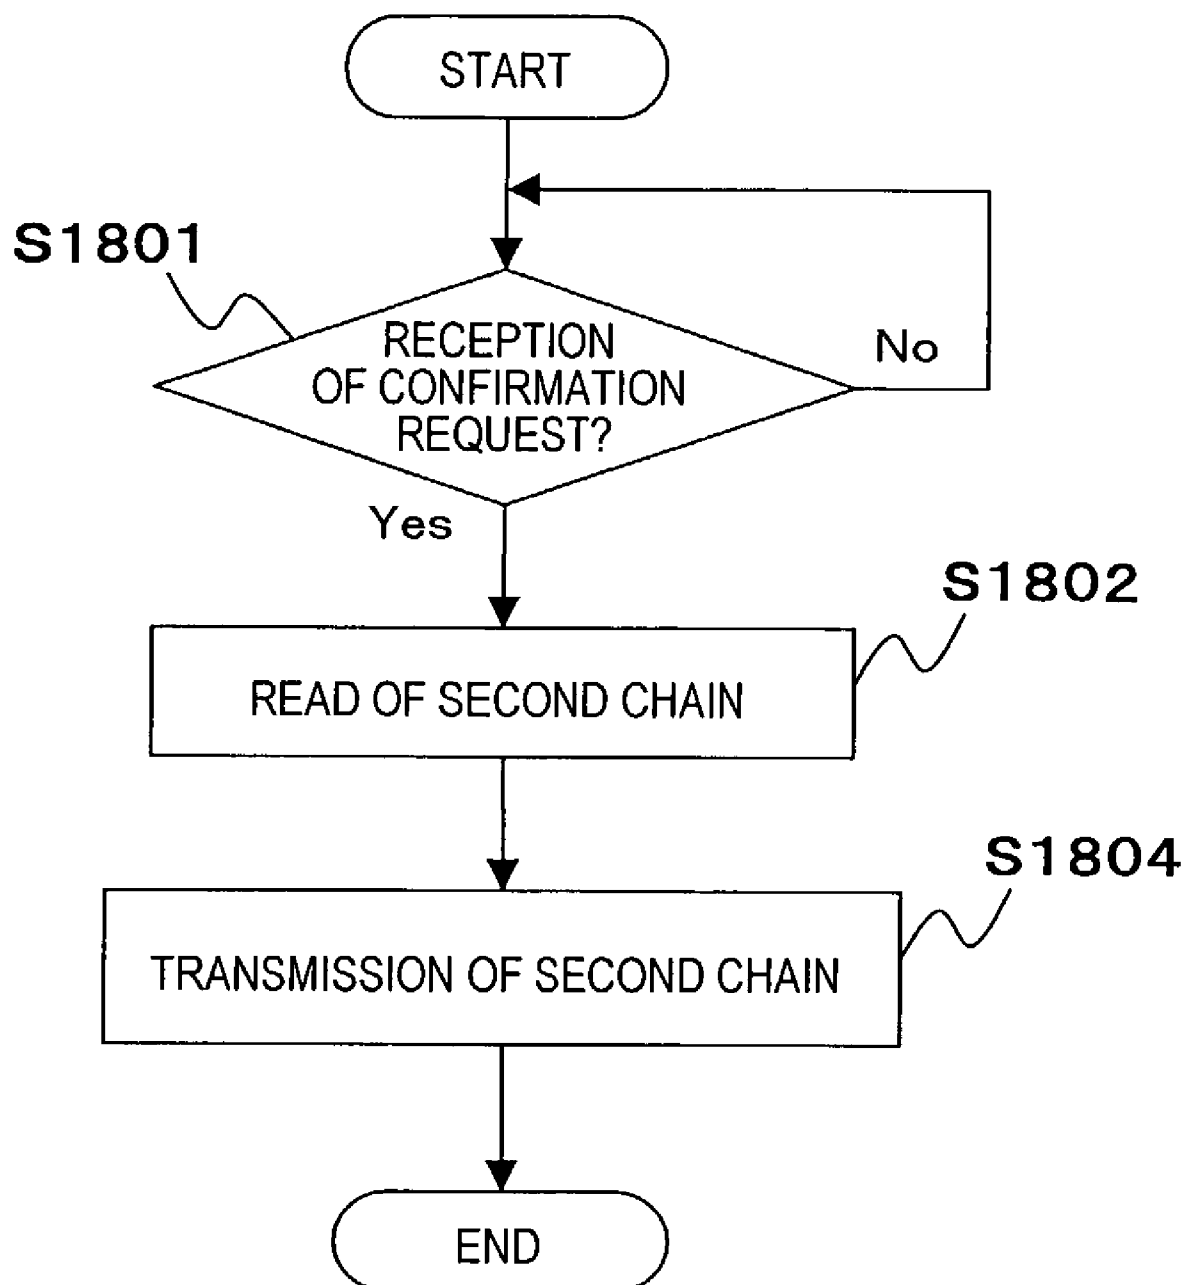 START
S1801
RECEPTION
OF CONFIRMATION
REQUEST?
No
Yes
S1802
READ OF SECOND CHAIN
S1804
TRANSMISSION OF SECOND CHAIN
END